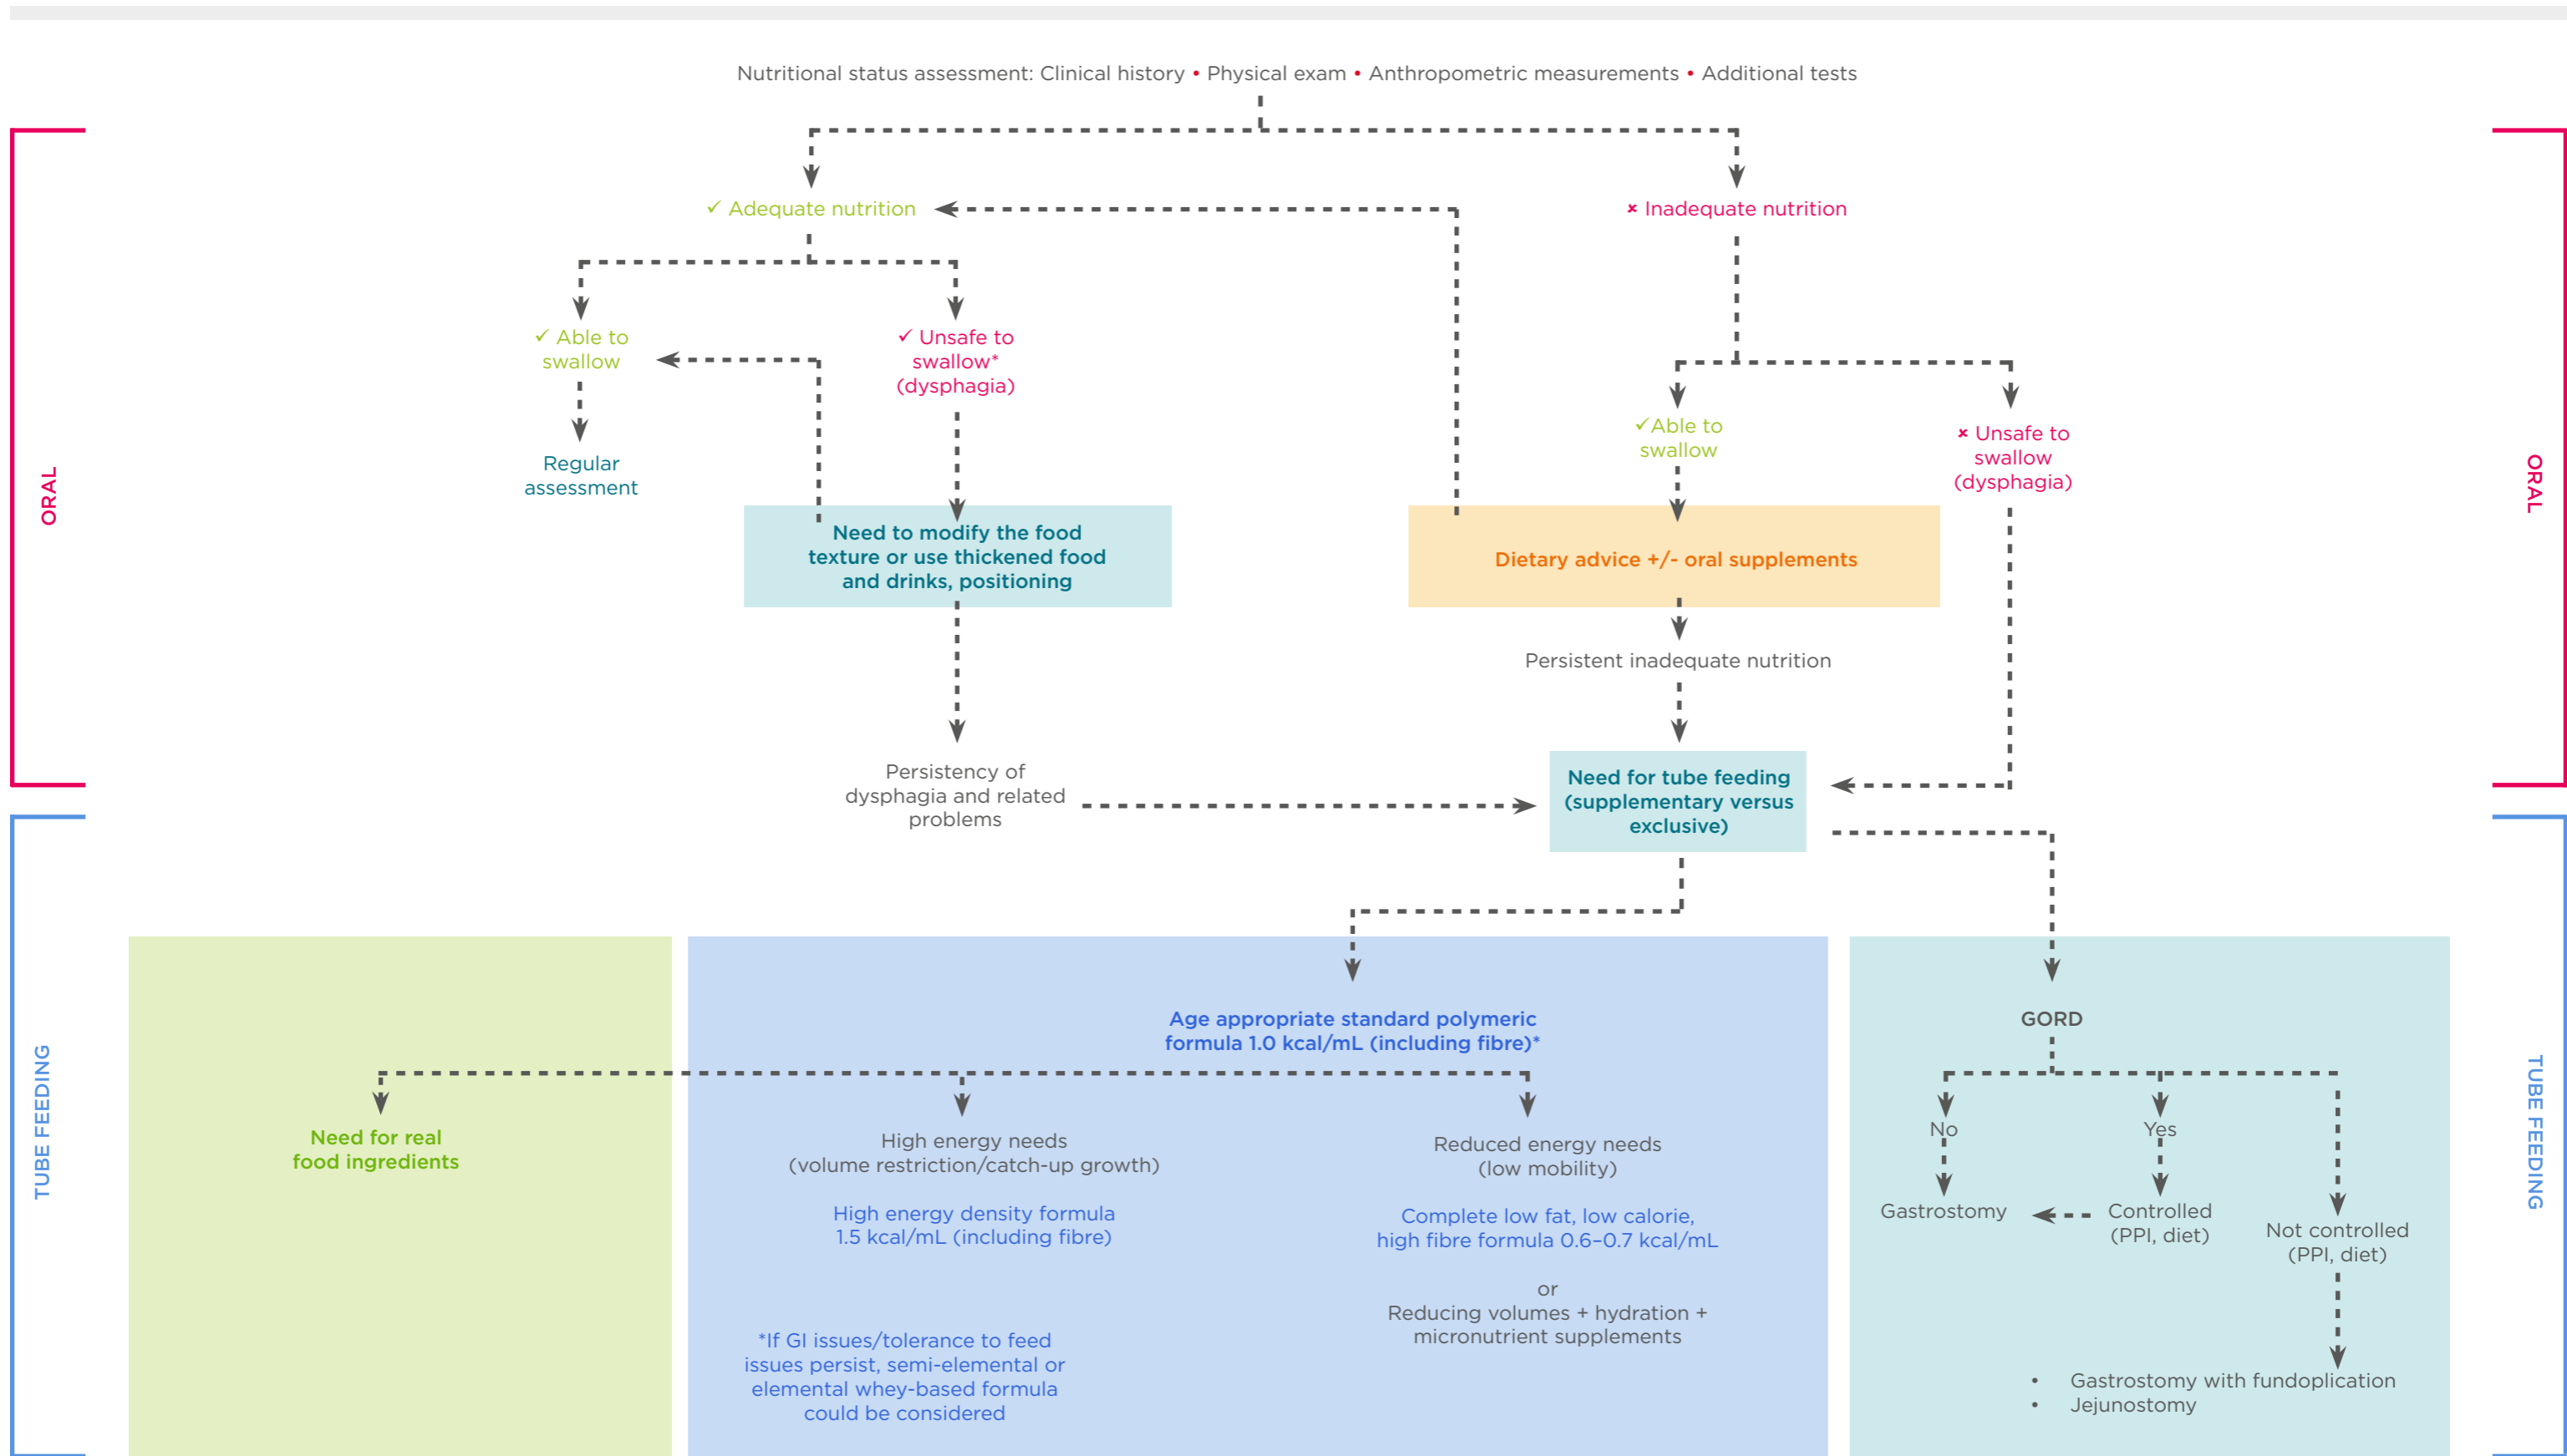 Nutritional status assessment: Clinical history • Physical exam • Anthropometric measurements • Additional tests
ORAL
ORAL
✓ Adequate nutrition
× Inadequate nutrition
✓ Able to
swallow
✓ Unsafe to
swallow*
(dysphagia)
Regular
assessment
✓Able to
swallow
× Unsafe to
swallow
(dysphagia)
Need to modify the food
texture or use thickened food
and drinks, positioning
Dietary advice +/- oral supplements
Persistent inadequate nutrition
Persistency of
dysphagia and related
problems
Need for tube feeding
(supplementary versus
exclusive)
TUBE FEEDING
TUBE FEEDING
Age appropriate standard polymeric
formula 1.0 kcal/mL (including fibre)*
Need for real
food ingredients
High energy needs
(volume restriction/catch-up growth)
High energy density formula
1.5 kcal/mL (including fibre)
*If GI issues/tolerance to feed
issues persist, semi-elemental or
elemental whey-based formula
could be considered
Reduced energy needs
(low mobility)
Complete low fat, low calorie,
high fibre formula 0.6–0.7 kcal/mL
or
Reducing volumes + hydration +
micronutrient supplements
GORD
No
Yes
Gastrostomy
Controlled
(PPI, diet)
Not controlled
(PPI, diet)
• Gastrostomy with fundoplication
• Jejunostomy